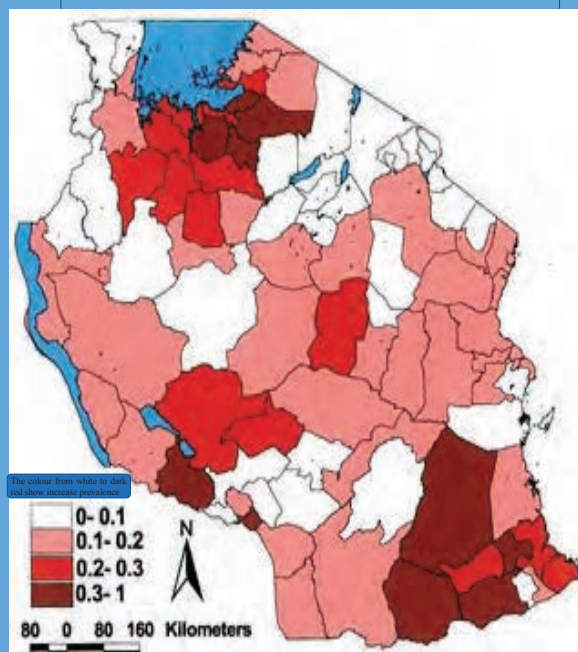 The colour from white to dark
red show increase prevalence
0- 0.1
0.1- 0.2
0.2- 0.3
0.3- 1
N
80 0 80 160 Kilometers